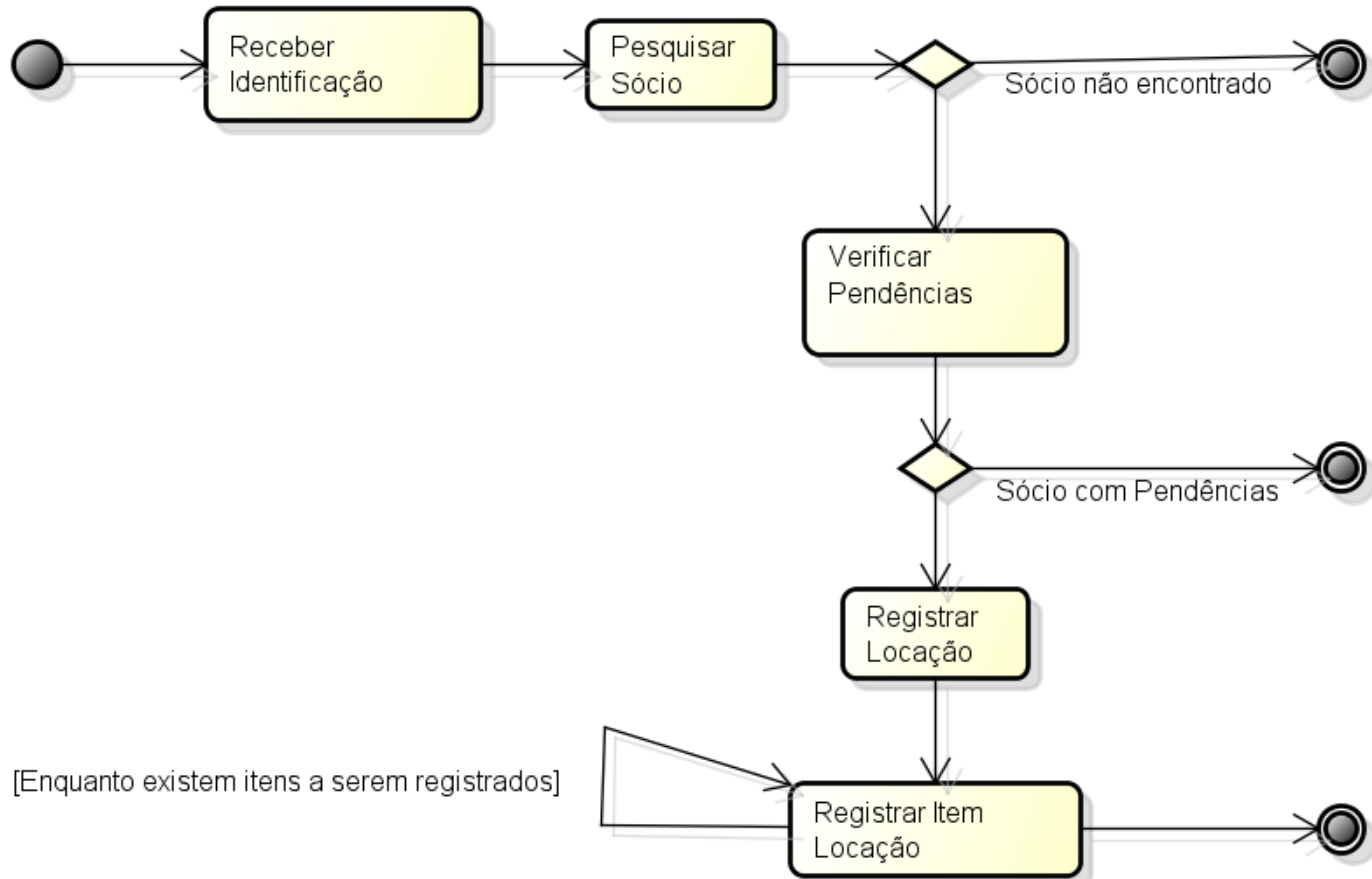 Receber
Identificação
Pesquisar
Sócio
Sócio não encontrado
Verificar
Pendências
Sócio com Pendências
Registrar
Locação
[Enquanto existem itens a serem registrados]
Registrar Item
Locação